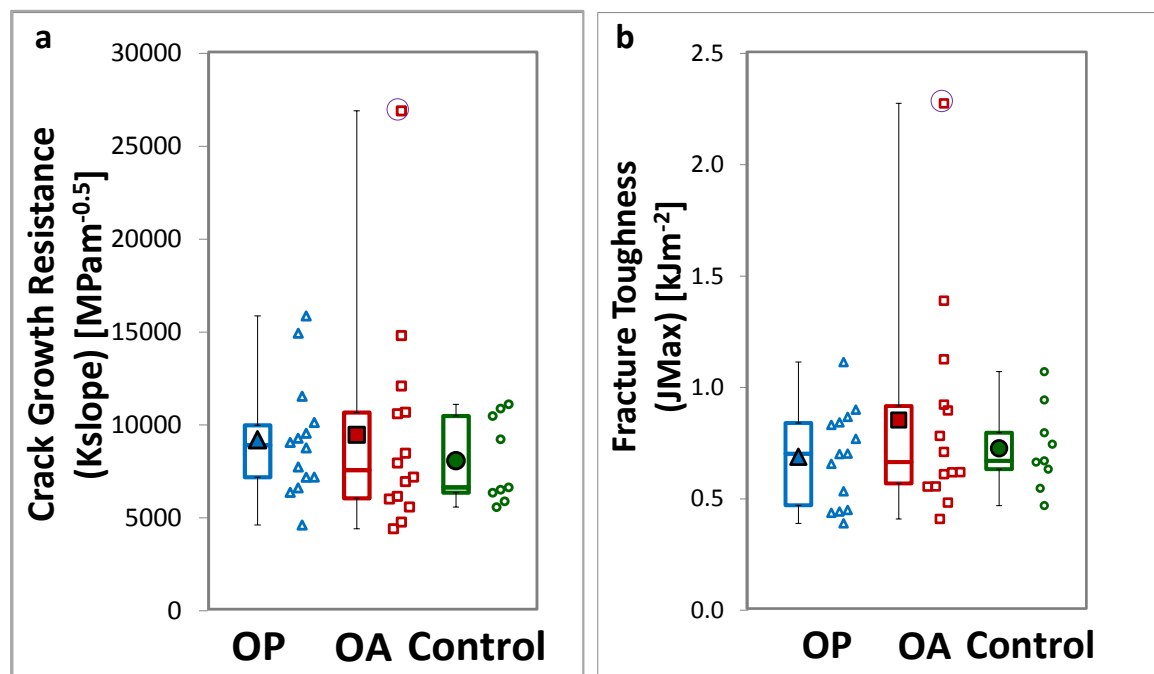 a
Crack Growth Resistance
(Kslope) [MPam-0.5]
30000
25000
20000
15000
10000
5000
0
OP OA Control
b
Fracture Toughness
(JMax) [kJm-2]
2.5
2.0
1.5
1.0
0.5
0.0
OP OA Control